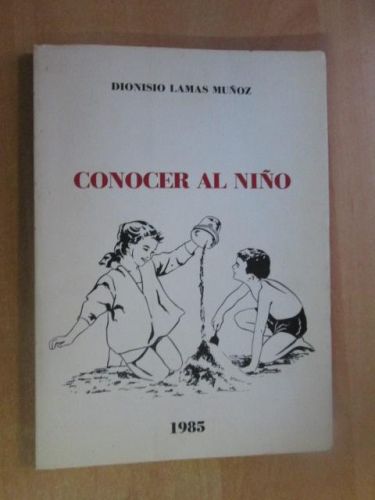 DIONISIO LAMAS MUÑOZ
CONOCER AL NIÑO
1985